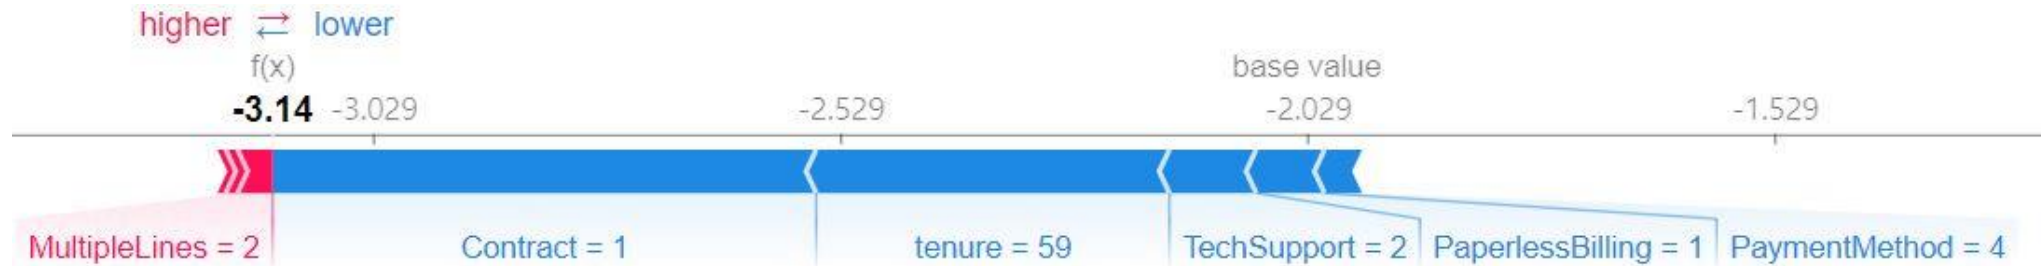 higher ⇄ lower
f(x) base value
-3.14 -3.029 -2.529 -2.029 -1.529
MultipleLines = 2 Contract = 1 tenure = 59 TechSupport = 2 PaperlessBilling = 1 PaymentMethod = 4